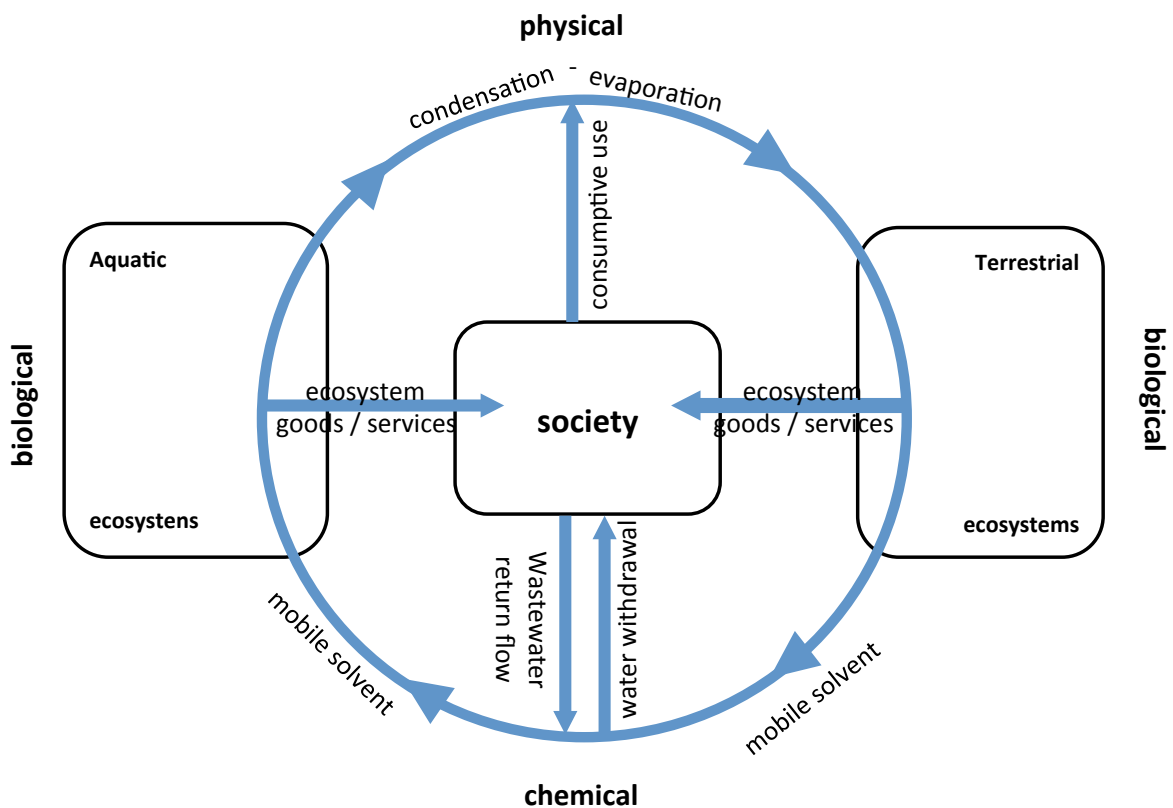 physical
condensation - evaporation
consumptive use
Aquatic
ecosystens
biological
Terrestrial
ecosystems
biological
ecosystem
goods / services
society
ecosystem
goods / services
Wastewater
return flow
water withdrawal
mobile solvent
mobile solvent
chemical